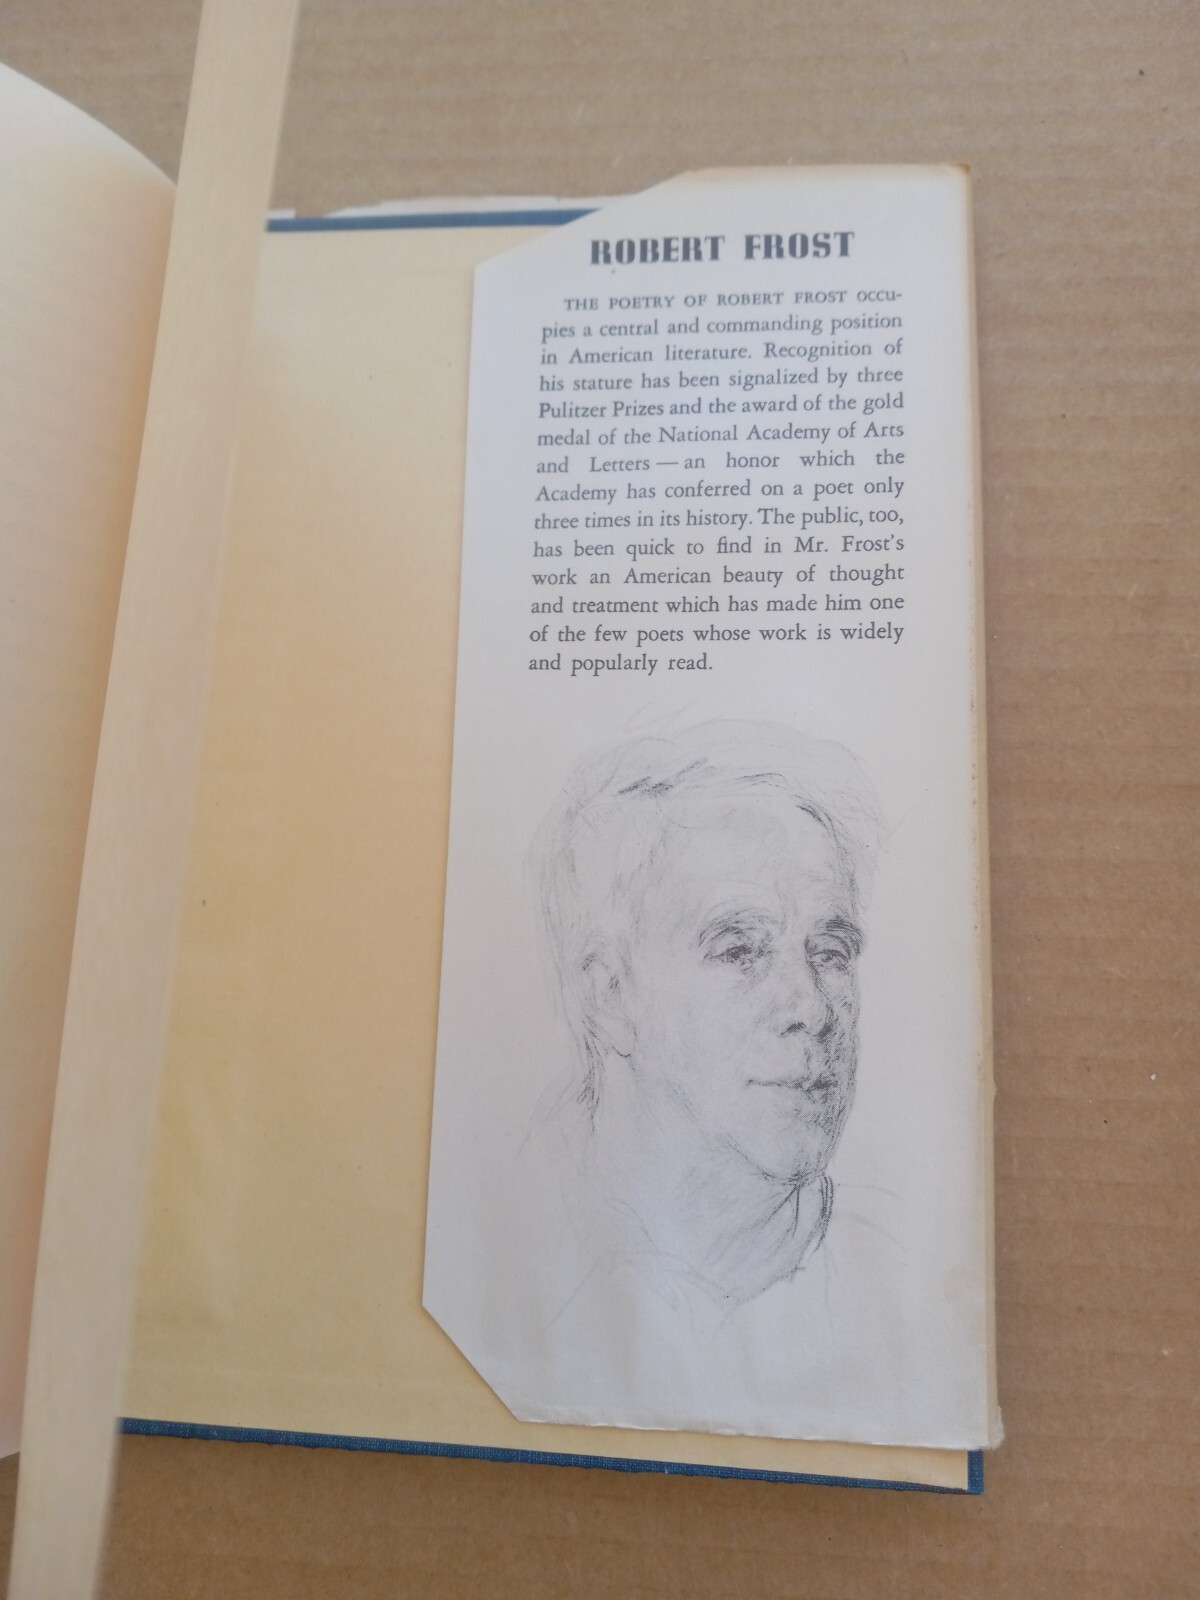 ROBERT FROST
THE POETRY OF ROBERT FROST occu-
pies a central and commanding position
in American literature. Recognition of
his stature has been signalized by three
Pulitzer Prizes and the award of the gold
medal of the National Academy of Arts
and Letters — an honor which the
Academy has conferred on a poet only
three times in its history. The public, too,
has been quick to find in Mr. Frost's
work an American beauty of thought
and treatment which has made him one
of the few poets whose work is widely
and popularly read.